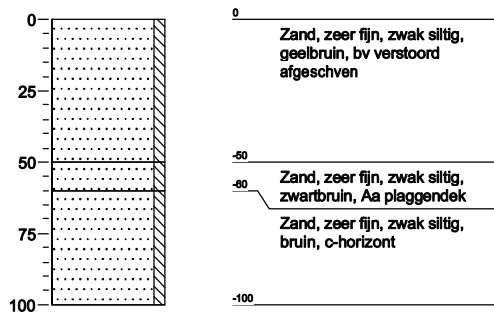 0
25
50
75
100
0
Zand, zeer fijn, zwak siltig,
geelbruin, bv verstoord
afgeschven
-50
Zand, zeer fijn, zwak siltig,
zwartbruin, Aa plaggendek
-60
Zand, zeer fijn, zwak siltig,
bruin, c-horizont
-100